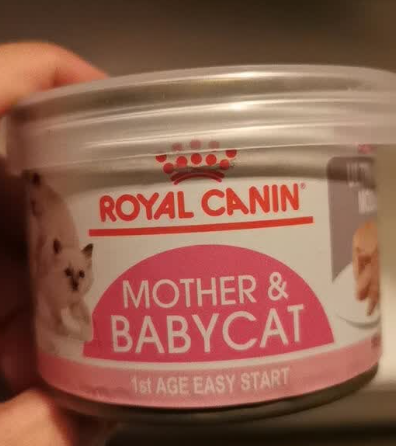 ROYAL CANIN®
MOTHER &
BABYCAT
1st AGE EASY START